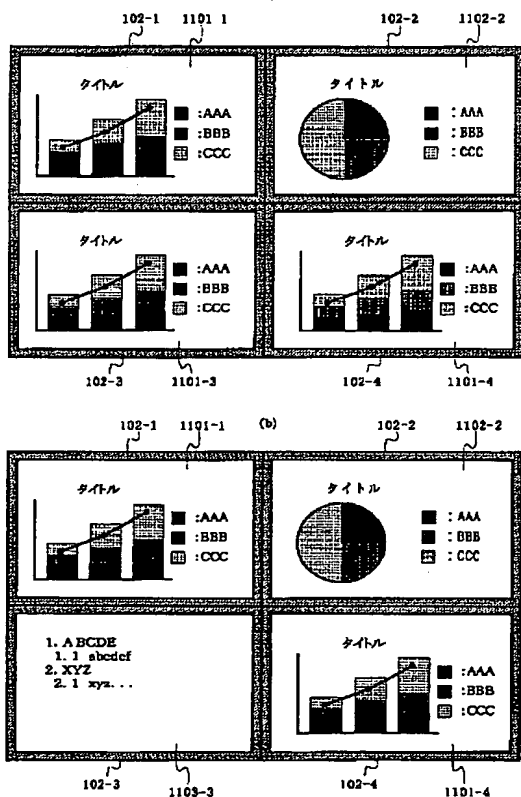 102-1 1101 1 102-2 1102-2
タイトル
:AAA
:BBB
:CCC
タイトル
: AAA
: BBB
: CCC
タイトル
:AAA
:BBB
:CCC
タイトル
:AAA
:BBB
:CCC
102-3 1101-3 102-4 1101-4
102-1 1101-1 (b) 102-2 1102-2
タイトル
:AAA
:BBB
:CCC
タイトル
: AAA
: BBB
: CCC
1. ABCDE
1. 1 abcdef
2. XYZ
2. 1 xyz...
タイトル
:AAA
:BBB
:CCC
102-3 1103-3 102-4 1101-4